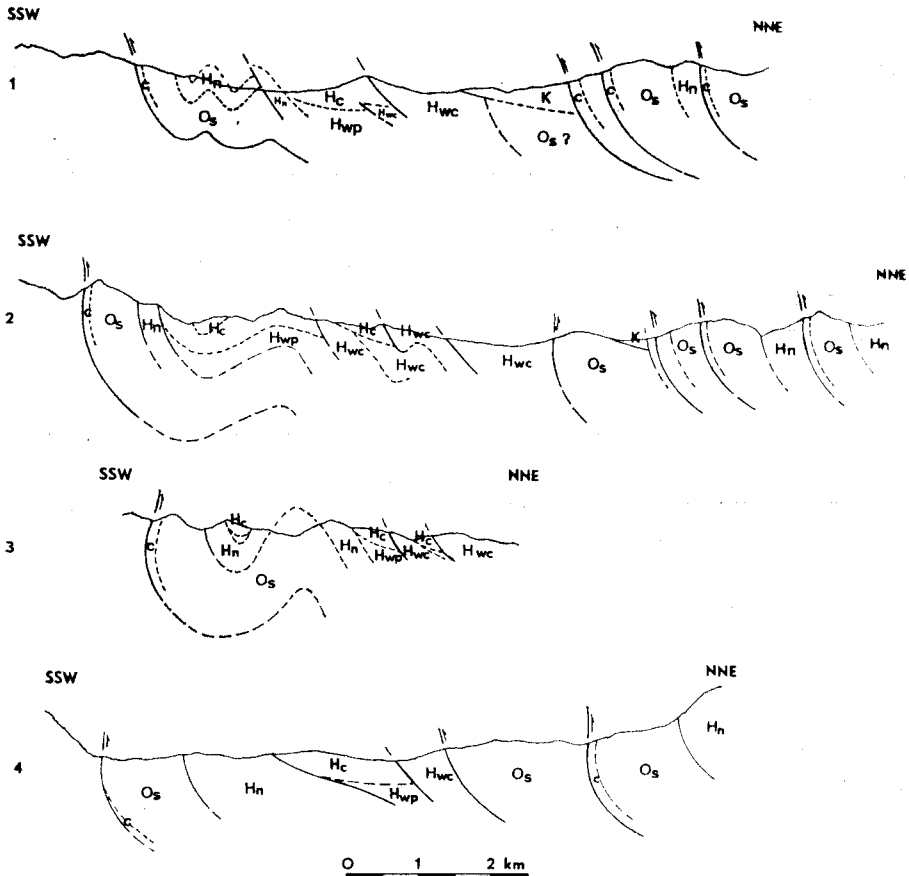 SSW NNE
1 c Hn Hn Os Hc Hwp Hwc Hwc K Os ? c c Os Hn c Os
SSW NNE
2 c Os Hn Hc Hwp Hwc Hc Hwc Hwc Hwc Os K Os Os Hn Os Hn
SSW NNE
3 c Hc Hn Os Hn Hc Hwp Hwc Hc Hwc
SSW NNE
4 c Os Hn Hc Hwp Hwc Os c Os Hn
0 1 2 km